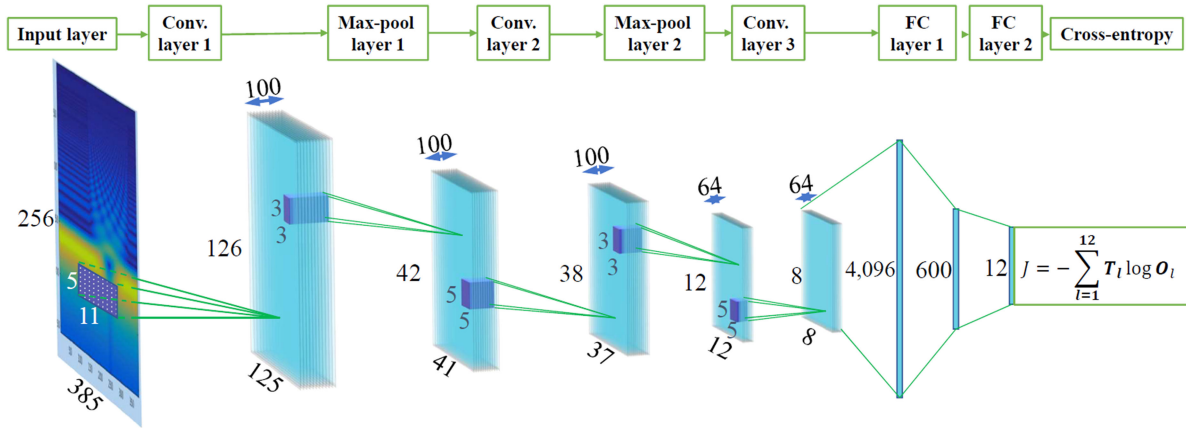 Input layer
Conv.
layer 1
Max-pool
layer 1
Conv.
layer 2
Max-pool
layer 2
Conv.
layer 3
FC
layer 1
FC
layer 2
Cross-entropy
256
385
5
11
100
126
125
3
3
100
42
41
5
5
100
38
37
3
3
64
12
12
5
5
64
8
8
4,096
600
12
J = − ∑_{l=1}^{12} T_l log O_l